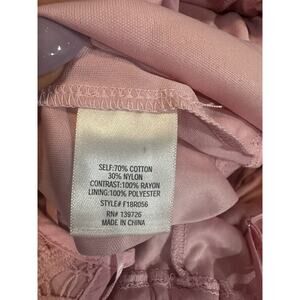 SELF:70% COTTON
30% NYLON
CONTRAST:100% RAYON
LINING:100% POLYESTER
STYLE# F18R056
RN# 139726
MADE IN CHINA